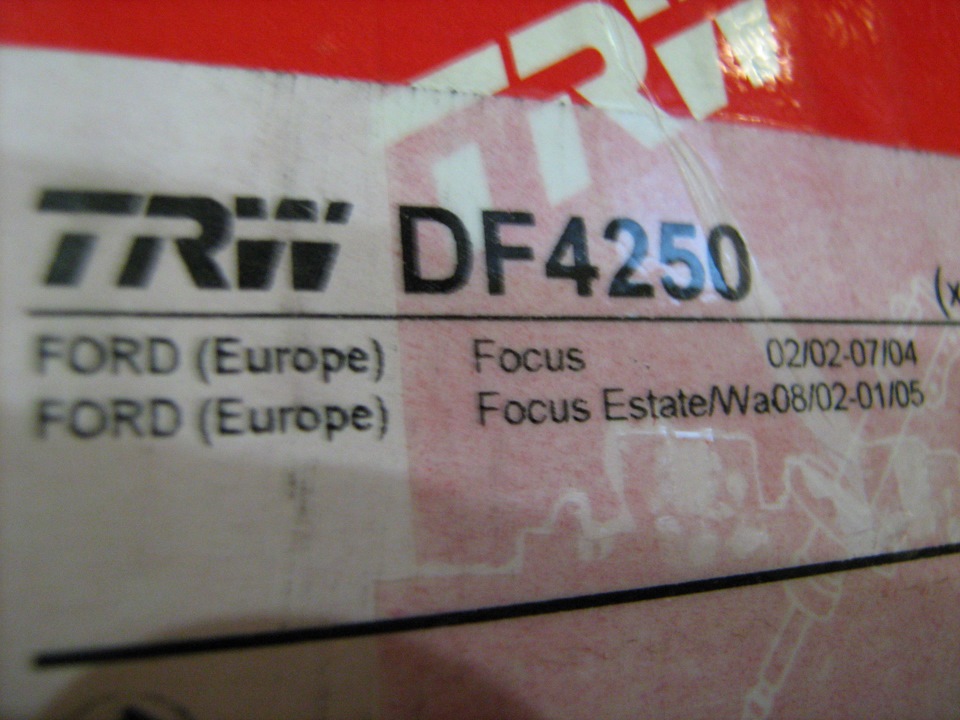 TRW
TRW DF4250
(x
FORD (Europe) Focus 02/02-07/04
FORD (Europe) Focus Estate/Wa08/02-01/05